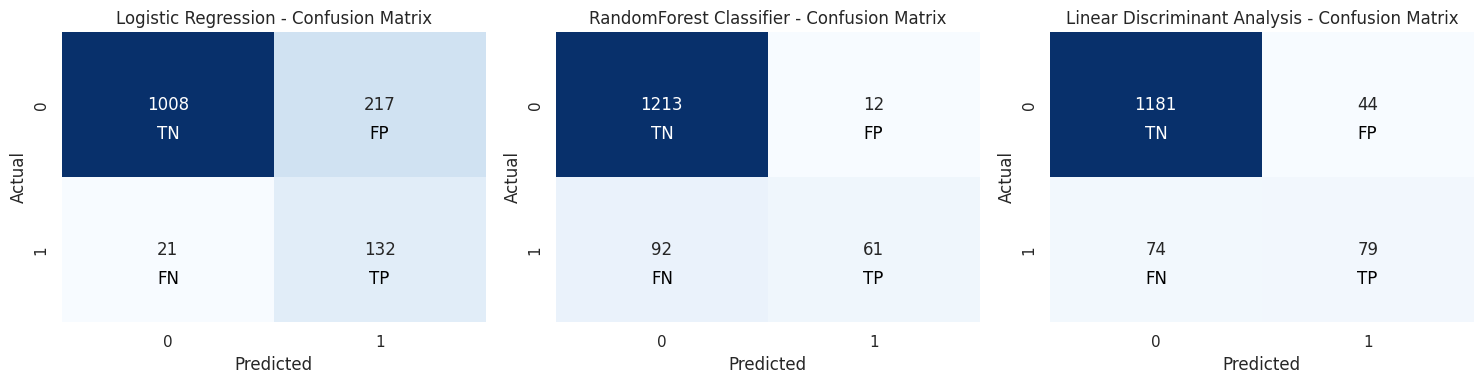 Logistic Regression - Confusion Matrix
Actual
0
1
1008
TN
217
FP
21
FN
132
TP
0
1
Predicted
RandomForest Classifier - Confusion Matrix
Actual
0
1
1213
TN
12
FP
92
FN
61
TP
0
1
Predicted
Linear Discriminant Analysis - Confusion Matrix
Actual
0
1
1181
TN
44
FP
74
FN
79
TP
0
1
Predicted